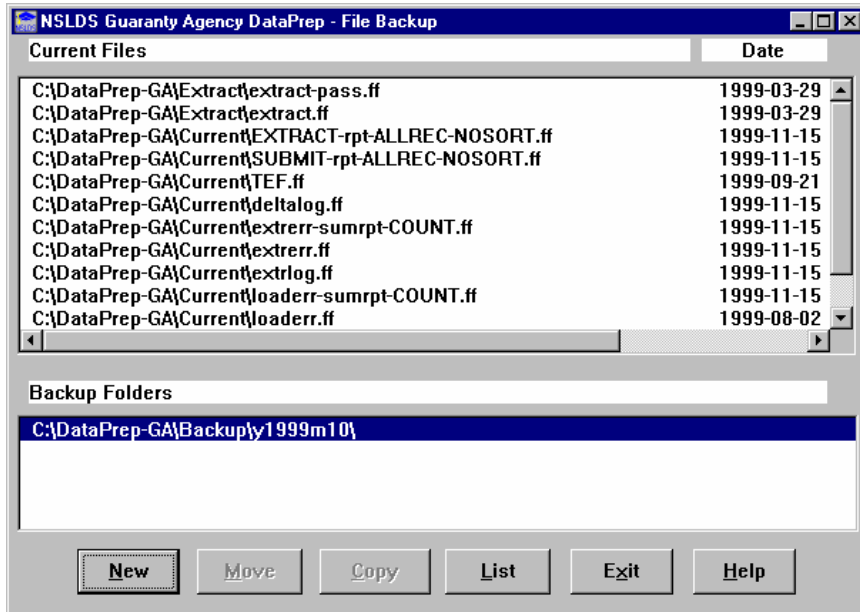 NSLDS Guaranty Agency DataPrep - File Backup
Current Files Date
C:\DataPrep-GA\Extract\extract-pass.ff 1999-03-29
C:\DataPrep-GA\Extract\extract.ff 1999-03-29
C:\DataPrep-GA\Current\EXTRACT-rpt-ALLREC-NOSORT.ff 1999-11-15
C:\DataPrep-GA\Current\SUBMIT-rpt-ALLREC-NOSORT.ff 1999-11-15
C:\DataPrep-GA\Current\TEF.ff 1999-09-21
C:\DataPrep-GA\Current\deltalog.ff 1999-11-15
C:\DataPrep-GA\Current\extrerr-sumrpt-COUNT.ff 1999-11-15
C:\DataPrep-GA\Current\extrerr.ff 1999-11-15
C:\DataPrep-GA\Current\extrlog.ff 1999-11-15
C:\DataPrep-GA\Current\loaderr-sumrpt-COUNT.ff 1999-11-15
C:\DataPrep-GA\Current\loaderr.ff 1999-08-02
Backup Folders
C:\DataPrep-GA\Backup\y1999m10\
New Move Copy List Exit Help